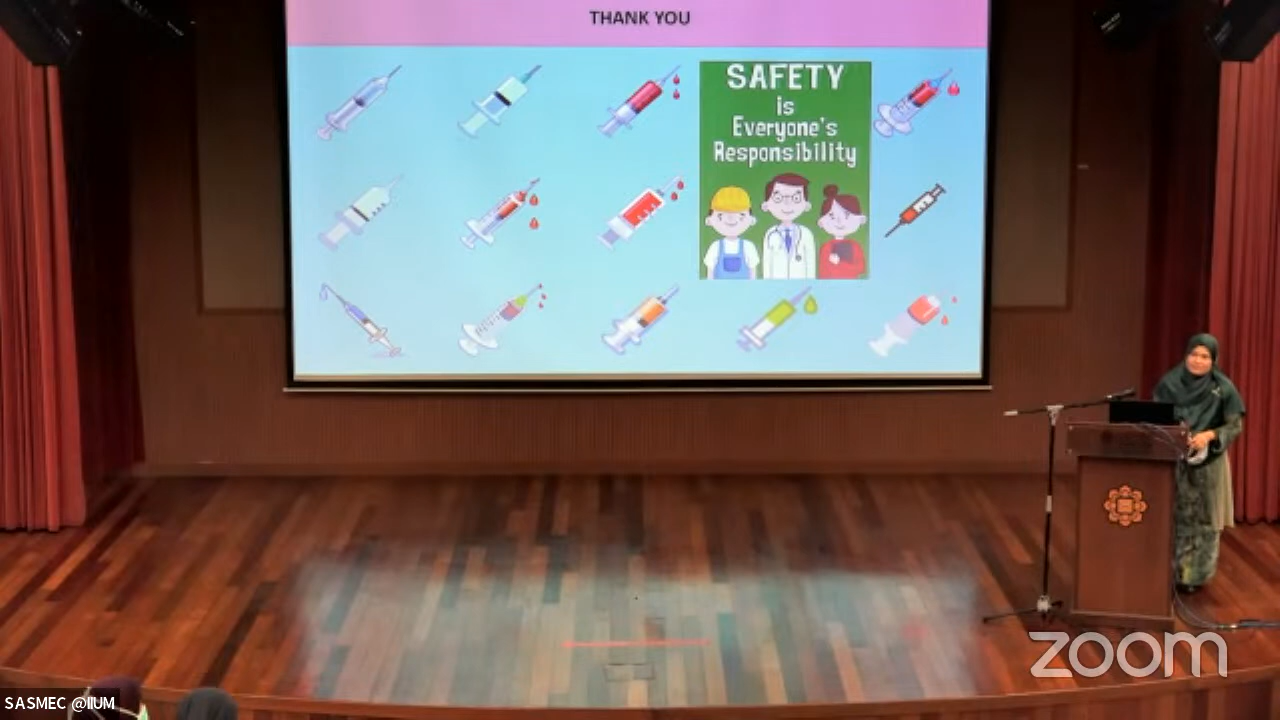 THANK YOU
SAFETY
is
Everyone's
Responsibility
zoom
SASMEC @IIUM